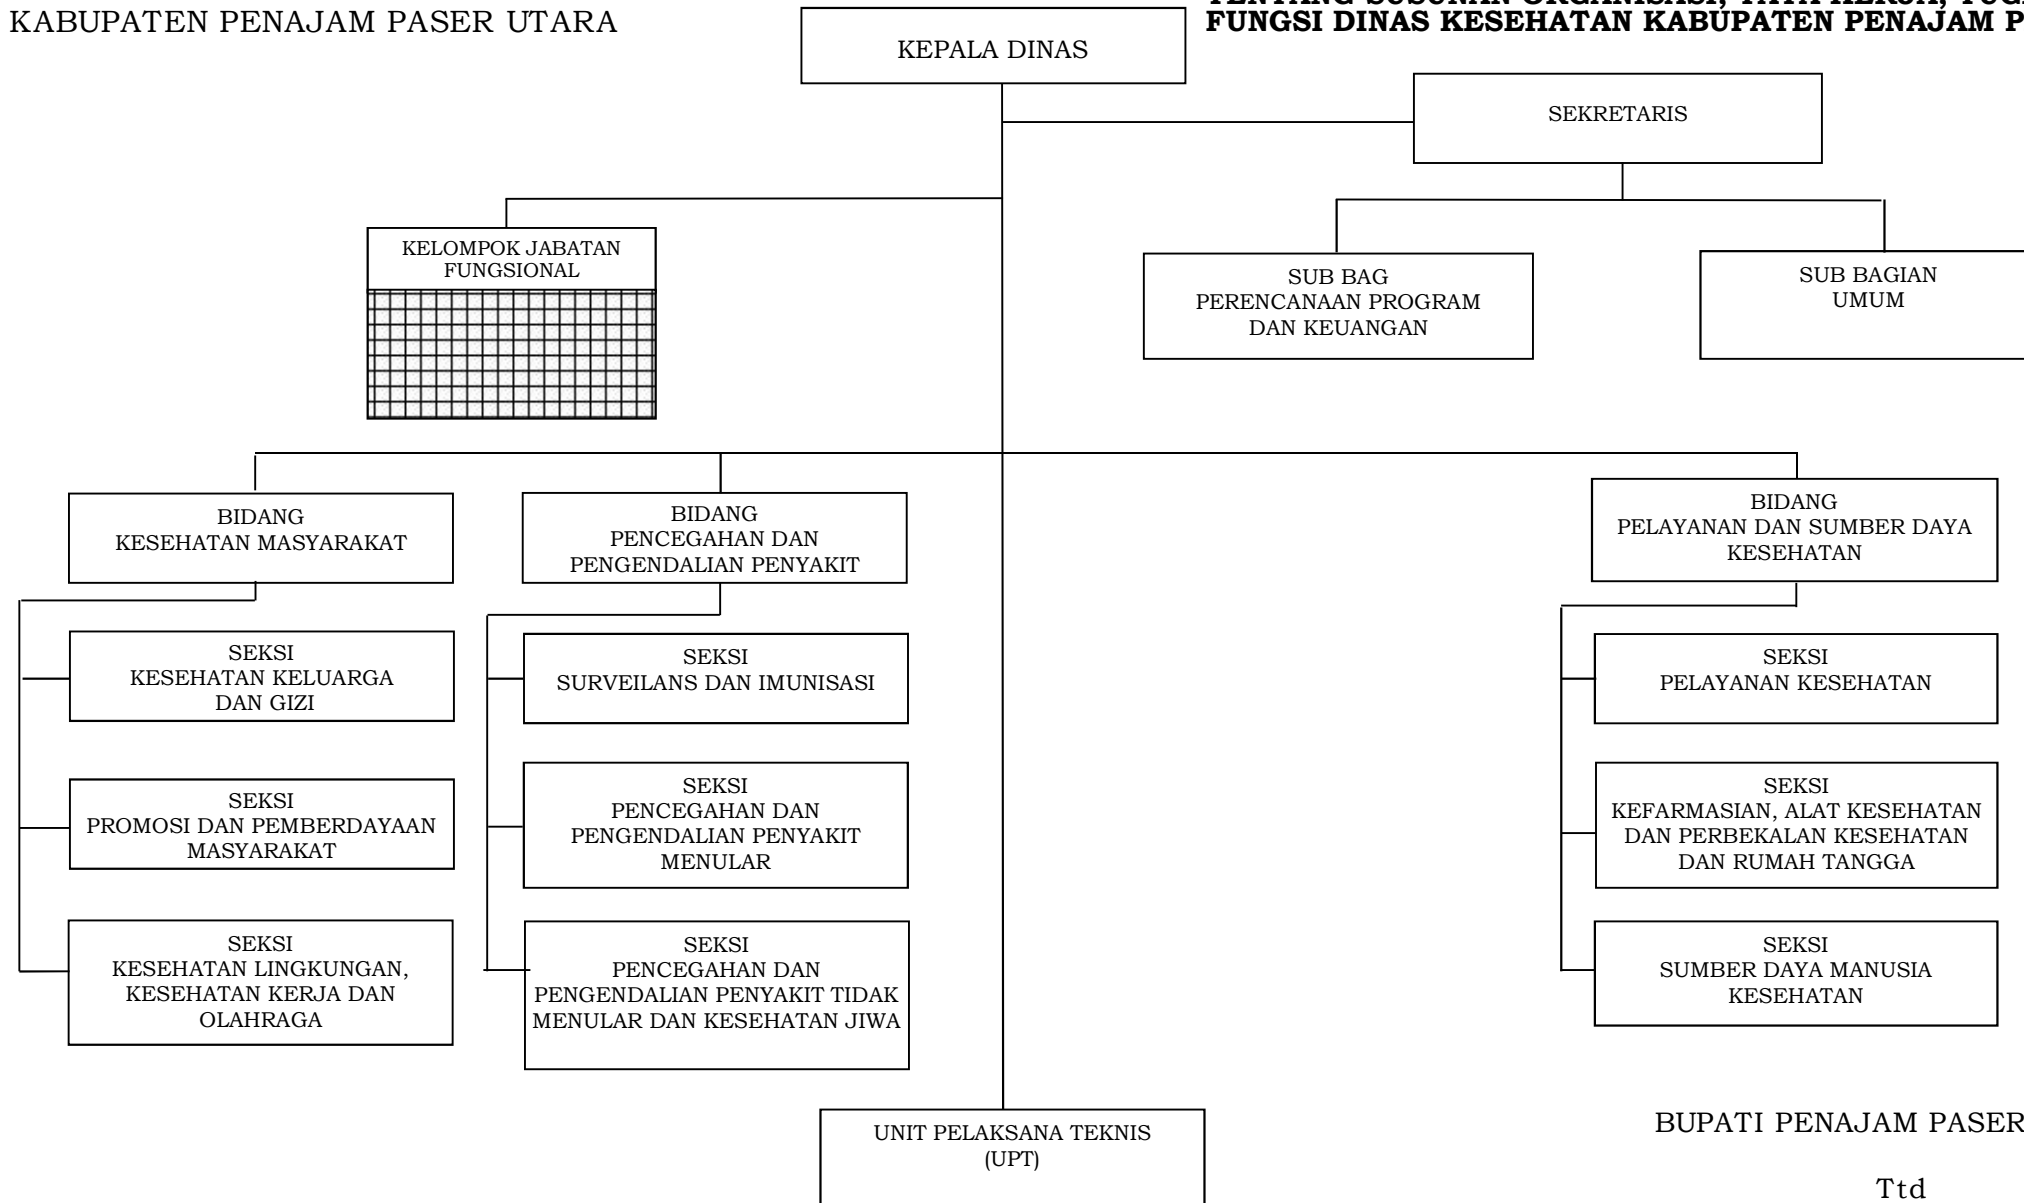 KABUPATEN PENAJAM PASER UTARA
TENTANG SUSUNAN ORGANISASI, TATA KERJA,
FUNGSI DINAS KESEHATAN KABUPATEN PENAJAM P
KEPALA DINAS
SEKRETARIS
KELOMPOK JABATAN
FUNGSIONAL
SUB BAG
PERENCANAAN PROGRAM
DAN KEUANGAN
SUB BAGIAN
UMUM
BIDANG
KESEHATAN MASYARAKAT
BIDANG
PENCEGAHAN DAN
PENGENDALIAN PENYAKIT
BIDANG
PELAYANAN DAN SUMBER DAYA
KESEHATAN
SEKSI
KESEHATAN KELUARGA
DAN GIZI
SEKSI
SURVEILANS DAN IMUNISASI
SEKSI
PELAYANAN KESEHATAN
SEKSI
PROMOSI DAN PEMBERDAYAAN
MASYARAKAT
SEKSI
PENCEGAHAN DAN
PENGENDALIAN PENYAKIT
MENULAR
SEKSI
KEFARMASIAN, ALAT KESEHATAN
DAN PERBEKALAN KESEHATAN
DAN RUMAH TANGGA
SEKSI
KESEHATAN LINGKUNGAN,
KESEHATAN KERJA DAN
OLAHRAGA
SEKSI
PENCEGAHAN DAN
PENGENDALIAN PENYAKIT TIDAK
MENULAR DAN KESEHATAN JIWA
SEKSI
SUMBER DAYA MANUSIA
KESEHATAN
UNIT PELAKSANA TEKNIS
(UPT)
BUPATI PENAJAM PASER
Ttd